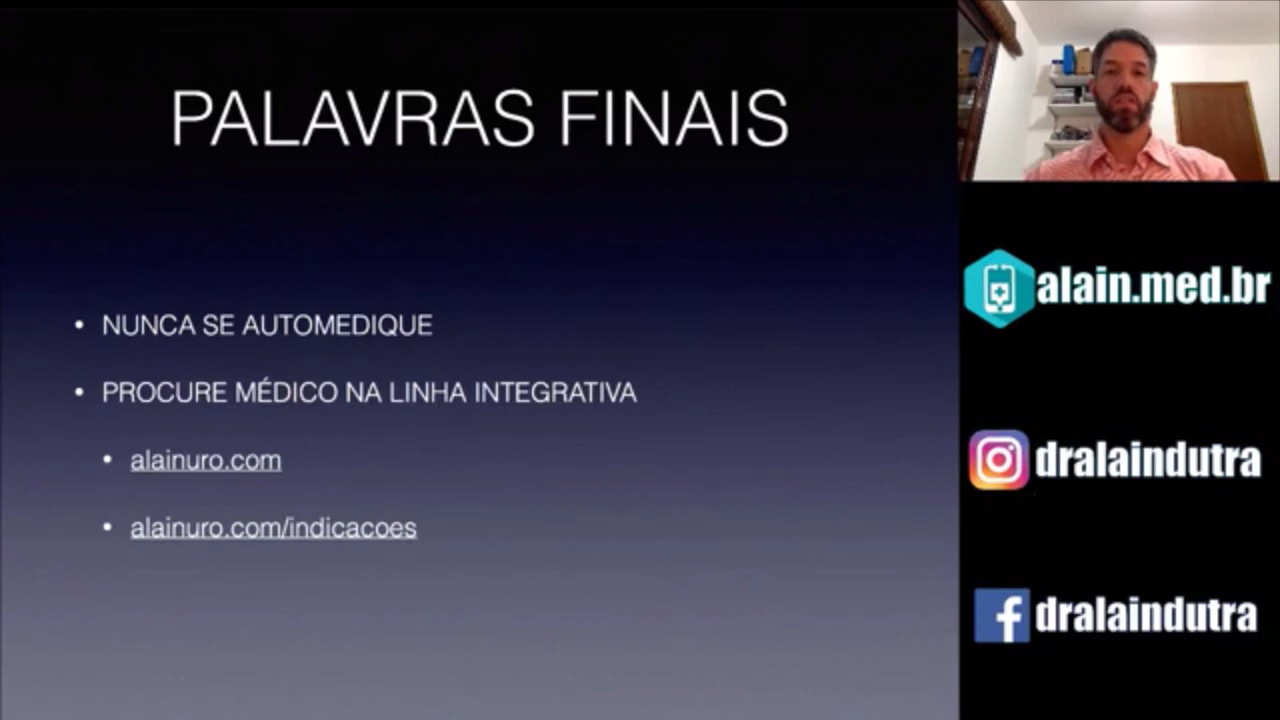 PALAVRAS FINAIS
• NUNCA SE AUTOMEDIQUE
• PROCURE MÉDICO NA LINHA INTEGRATIVA
• alainuro.com
• alainuro.com/indicacoes
alain.med.br
dralaindutra
dralaindutra